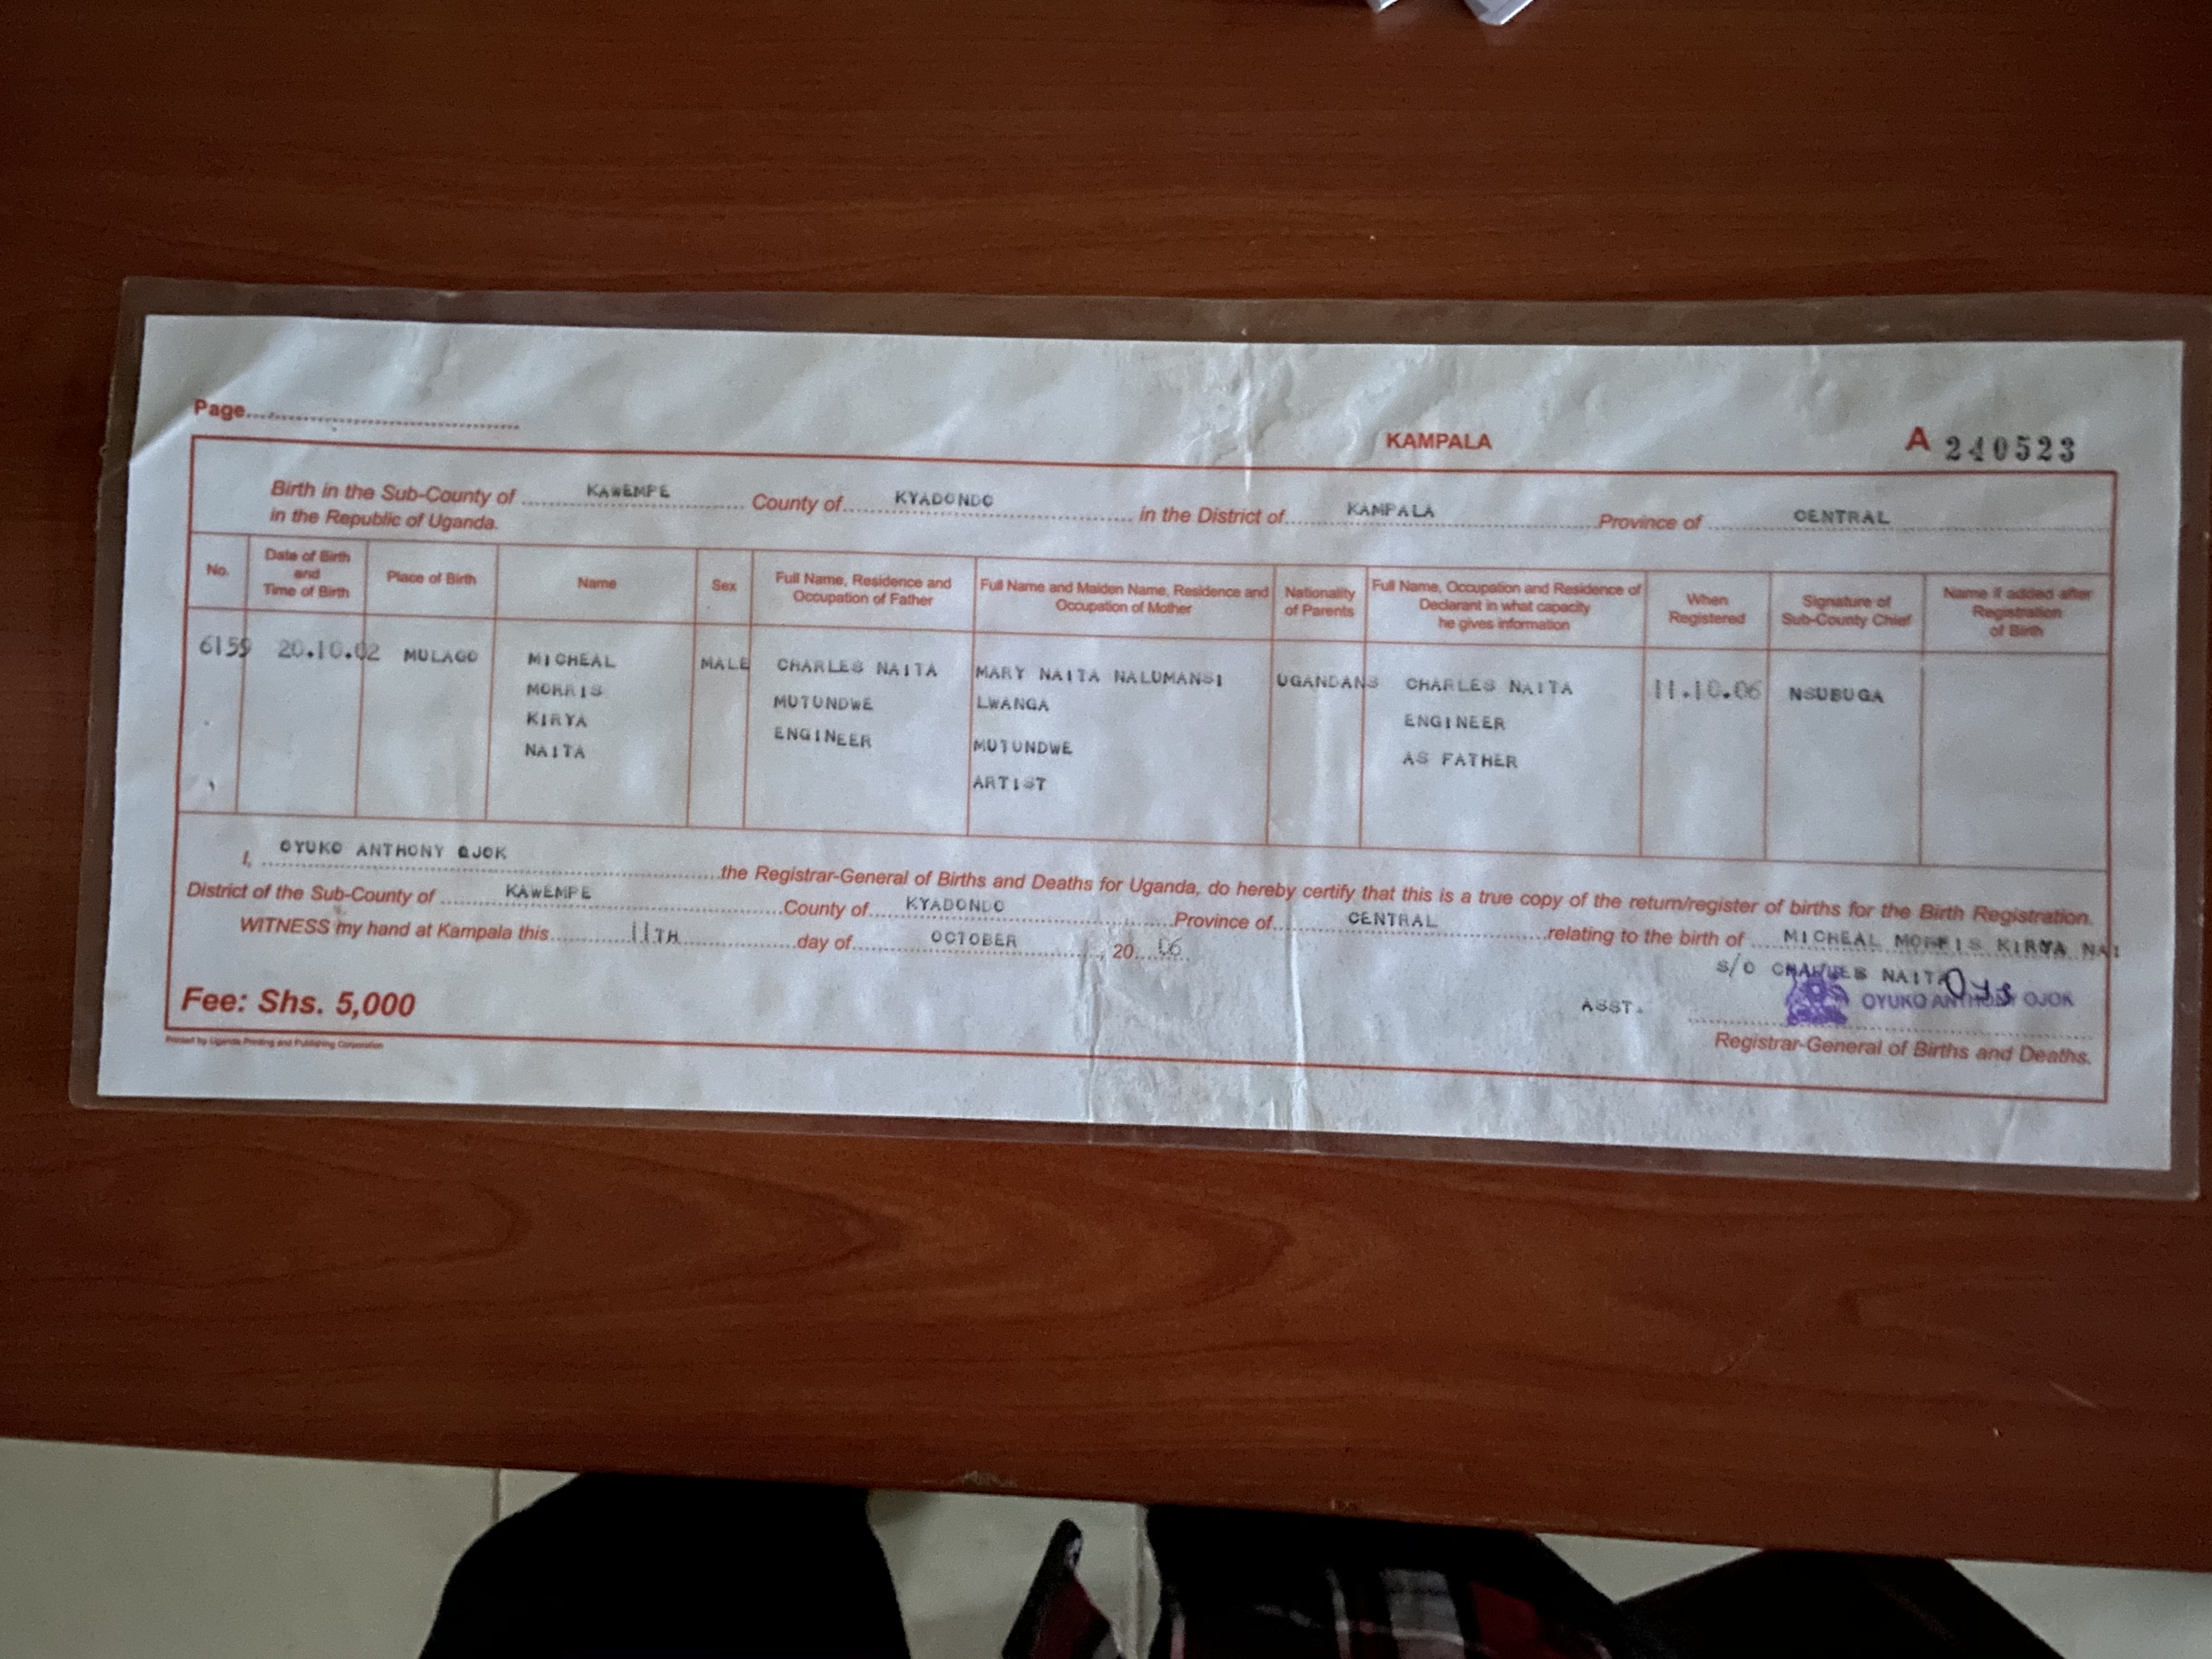 Page
KAMPALA
A 240523
Birth in the Sub-County of KAWEMPE County of KYADONDO in the District of KAMPALA Province of CENTRAL
in the Republic of Uganda.
No.
Date of Birth
and
Time of Birth
Place of Birth
Name
Sex
Full Name, Residence and
Occupation of Father
Full Name and Maiden Name, Residence and
Occupation of Mother
Nationality
of Parents
Full Name, Occupation and Residence of
Declarant in what capacity
he gives information
When
Registered
Signature of
Sub-County Chief
Name if added after
Registration
of Birth
6159
20.10.02
MULAGO
MICHEAL
MORRIS
KIRYA
NAITA
MALE
CHARLES NAITA
MUTUNDWE
ENGINEER
MARY NAITA NALUMANSI
LWANGA
MUTUNDWE
ARTIST
UGANDANS
CHARLES NAITA
ENGINEER
AS FATHER
11.10.06
NSUBUGA
I, OYUKO ANTHONY OJOK the Registrar-General of Births and Deaths for Uganda, do hereby certify that this is a true copy of the return/register of births for the Birth Registration.
District of the Sub-County of KAWEMPE County of KYADONDO Province of CENTRAL relating to the birth of MICHEAL MORRIS KIRYA NAI
WITNESS my hand at Kampala this 11TH day of OCTOBER, 20 06
S/O CHARLES NAITA
OYUKO ANTHONY OJOK
ASST.
Fee: Shs. 5,000
Registrar-General of Births and Deaths.
Printed by Uganda Printing and Publishing Corporation